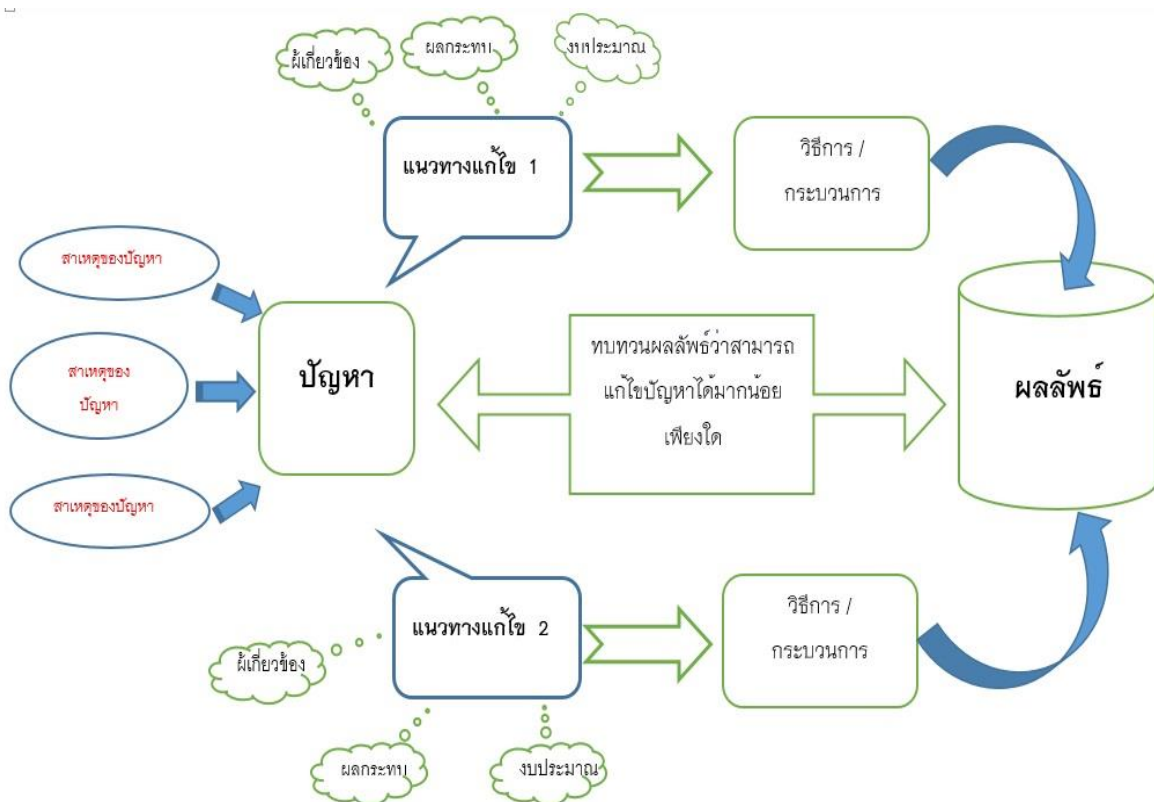 ผู้เกี่ยวข้อง
ผลกระทบ
งบประมาณ
แนวทางแก้ไข 1
วิธีการ /
กระบวนการ
สาเหตุของปัญหา
สาเหตุของ
ปัญหา
สาเหตุของปัญหา
ปัญหา
ทบทวนผลลัพธ์ว่าสามารถ
แก้ไขปัญหาได้มากน้อย
เพียงใด
ผลลัพธ์
แนวทางแก้ไข 2
วิธีการ /
กระบวนการ
ผู้เกี่ยวข้อง
ผลกระทบ
งบประมาณ